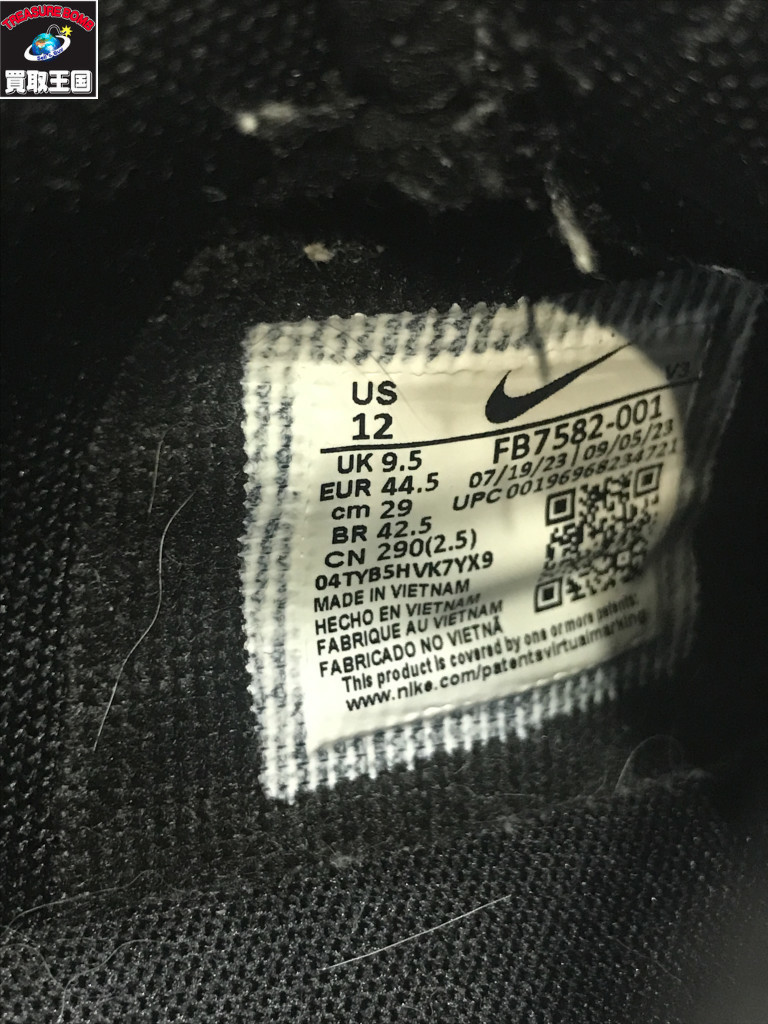 TREASURE BOMB
買取王国
V3
US
12
UK 9.5
EUR 44.5
cm 29
BR 42.5
CN 290(2.5)
FB7582-001
07/19/23 | 09/05/23
UPC 00196968234721
04TYB5HVK7YX9
MADE IN VIETNAM
HECHO EN VIETNAM
FABRIQUE AU VIETNAM
FABRICADO NO VIETNÃ
This product is covered by one or more patents:
www.nike.com/patentsvirtualmarking